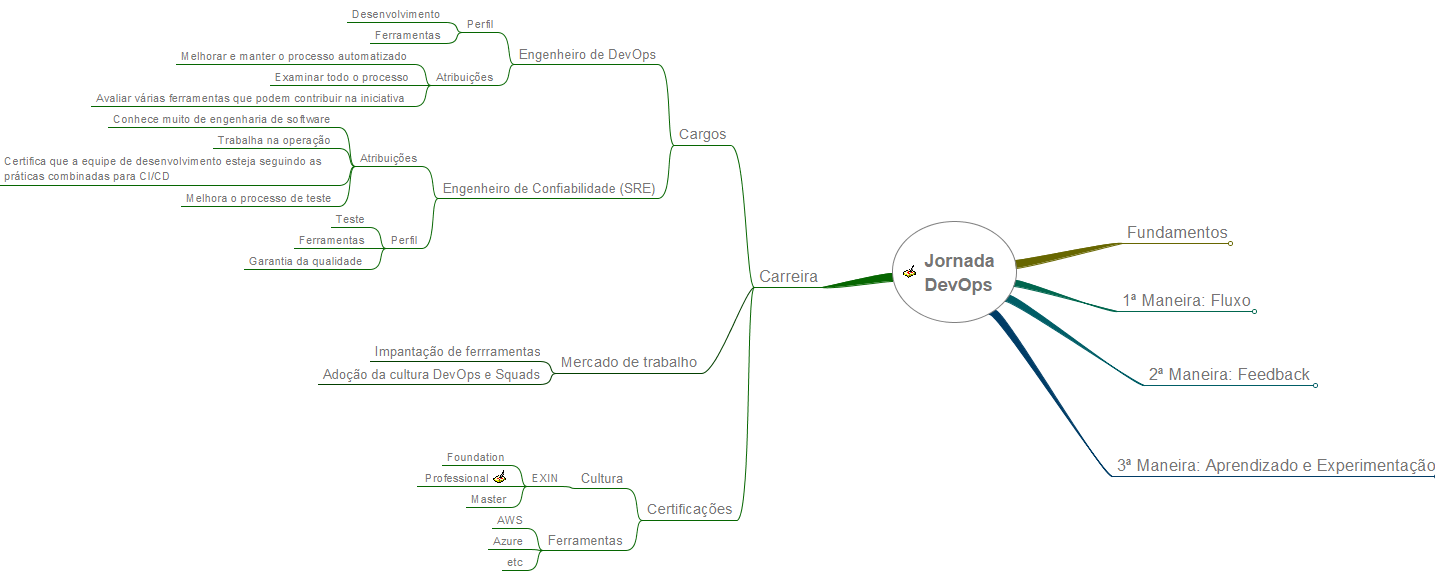 Jornada
DevOps
Fundamentos
1ª Maneira: Fluxo
2ª Maneira: Feedback
3ª Maneira: Aprendizado e Experimentação
Carreira
Cargos
Engenheiro de DevOps
Perfil
Desenvolvimento
Ferramentas
Atribuições
Melhorar e manter o processo automatizado
Examinar todo o processo
Avaliar várias ferramentas que podem contribuir na iniciativa
Engenheiro de Confiabilidade (SRE)
Atribuições
Conhece muito de engenharia de software
Trabalha na operação
Certifica que a equipe de desenvolvimento esteja seguindo as
práticas combinadas para CI/CD
Melhora o processo de teste
Perfil
Teste
Ferramentas
Garantia da qualidade
Mercado de trabalho
Impantação de ferrramentas
Adoção da cultura DevOps e Squads
Certificações
Cultura
EXIN
Foundation
Professional
Master
Ferramentas
AWS
Azure
etc